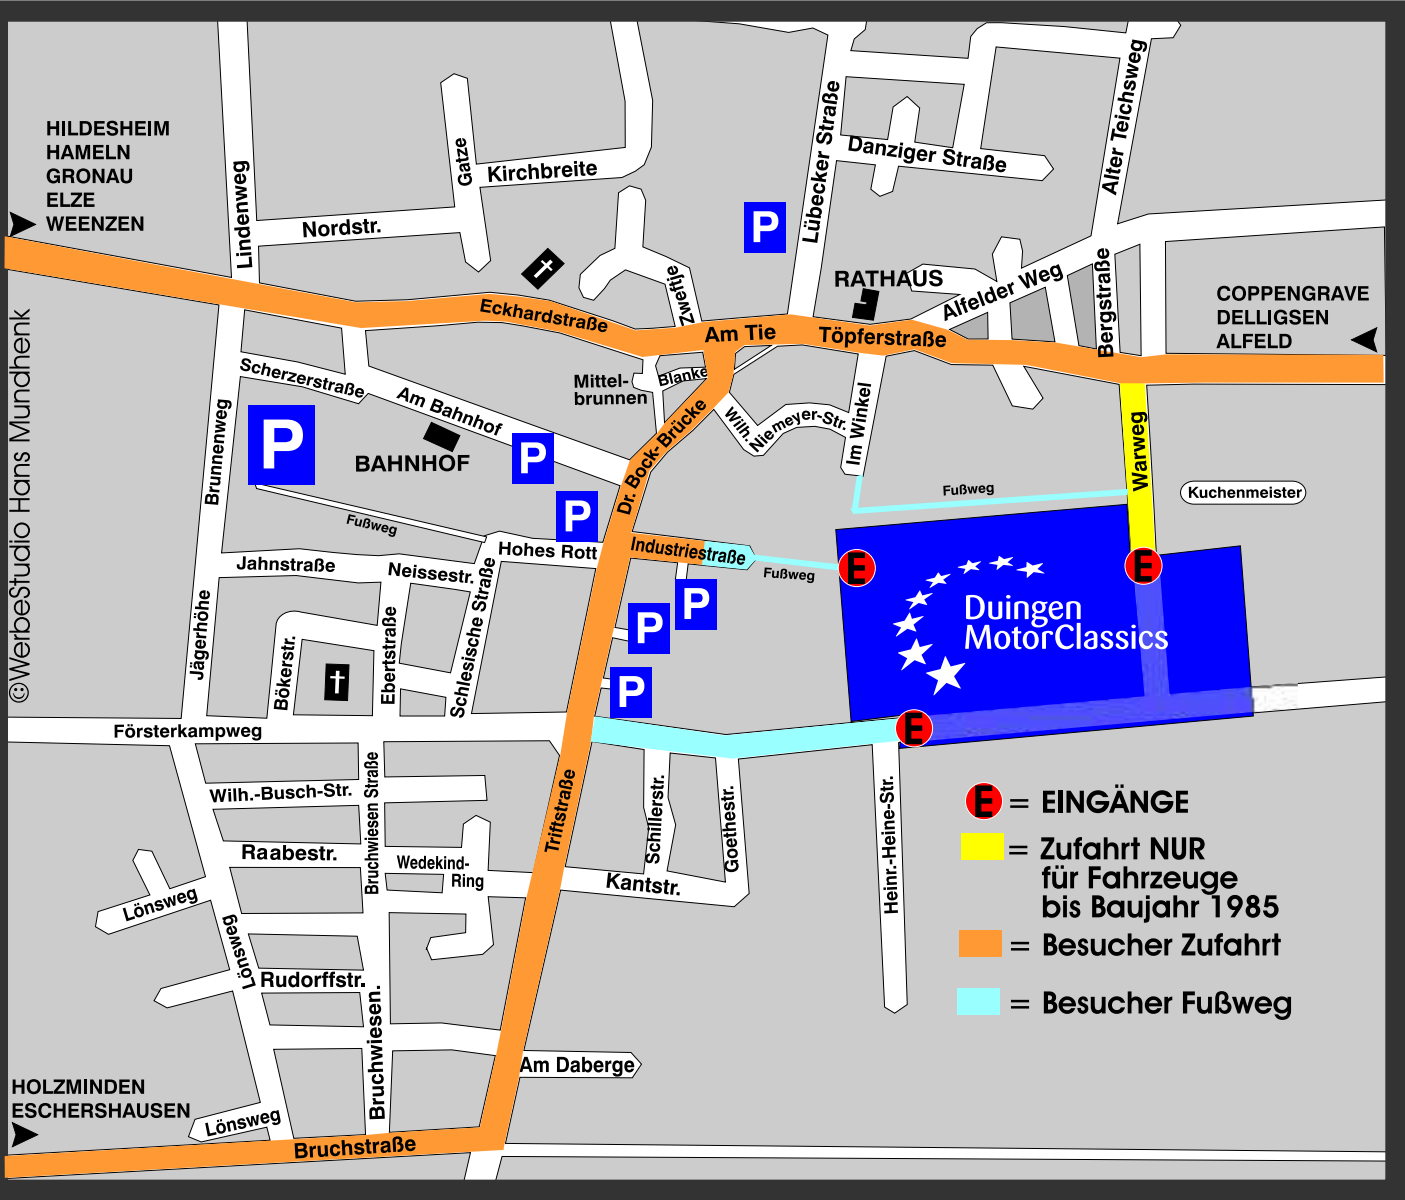 HILDESHEIM
HAMELN
GRONAU
ELZE
WEENZEN
Lindenweg
Nordstr.
Gatze
Kirchbreite
Lübecker Straße
Danziger Straße
Alter Teichsweg
P
Zweftje
RATHAUS
Alfelder Weg
Bergstraße
COPPENGRAVE
DELLIGSEN
ALFELD
Eckhardstraße
Am Tie
Töpferstraße
©WerbeStudio Hans Mundhenk
Scherzerstraße
Am Bahnhof
Mittel-
brunnen
Blanke
Brunnenweg
P
BAHNHOF
P
P
Dr. Bock-Brücke
Wilh.
Niemeyer-Str.
Im Winkel
Warweg
Fußweg
Kuchenmeister
Fußweg
Hohes Rott
Industriestraße
Fußweg
E
E
Jahnstraße
Neissestr.
Schlesische Straße
Jägerhöhe
Bökerstr.
Ebertstraße
P
P
P
Duingen
MotorClassics
Försterkampweg
E
Wilh.-Busch-Str.
Bruchwiesen Straße
Triftstraße
Schillerstr.
Goethestr.
Heinr.-Heine-Str.
Raabestr.
Wedekind-
Ring
Kantstr.
Lönsweg
Lönsweg
Rudorffstr.
Bruchwiesen.
Am Daberge
E = EINGÄNGE
= Zufahrt NUR
für Fahrzeuge
bis Baujahr 1985
= Besucher Zufahrt
= Besucher Fußweg
HOLZMINDEN
ESCHERSHAUSEN
Lönsweg
Bruchstraße